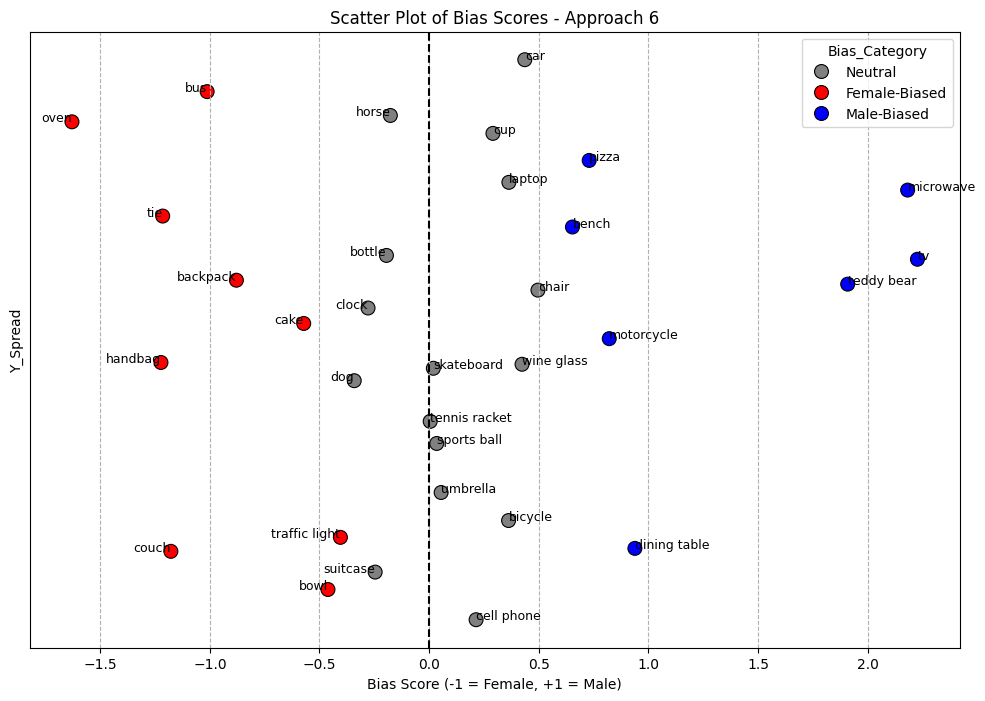 Scatter Plot of Bias Scores - Approach 6
Bias_Category
Neutral
Female-Biased
Male-Biased
car
bus
horse
oven
cup
pizza
laptop
microwave
tie
bench
bottle
tv
backpack
teddy bear
chair
clock
cake
motorcycle
handbag
wine glass
skateboard
dog
tennis racket
sports ball
umbrella
bicycle
traffic light
dining table
couch
suitcase
bowl
cell phone
Y_Spread
−1.5
−1.0
−0.5
0.0
0.5
1.0
1.5
2.0
Bias Score (-1 = Female, +1 = Male)